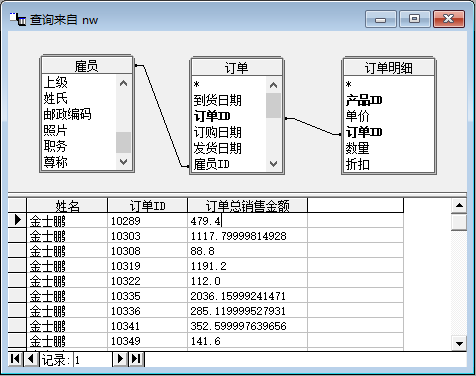 查询来自 nw
雇员
上级
姓氏
邮政编码
照片
职务
尊称
订单
*
到货日期
订单ID
订购日期
发货日期
雇员ID
订单明细
*
产品ID
单价
订单ID
数量
折扣
姓名 订单ID 订单总销售金额
金士鹏 10289 479.4
金士鹏 10303 1117.79999814928
金士鹏 10308 88.8
金士鹏 10319 1191.2
金士鹏 10322 112.0
金士鹏 10335 2036.15999241471
金士鹏 10336 285.119999527931
金士鹏 10341 352.599997639656
金士鹏 10349 141.6
记录: 1